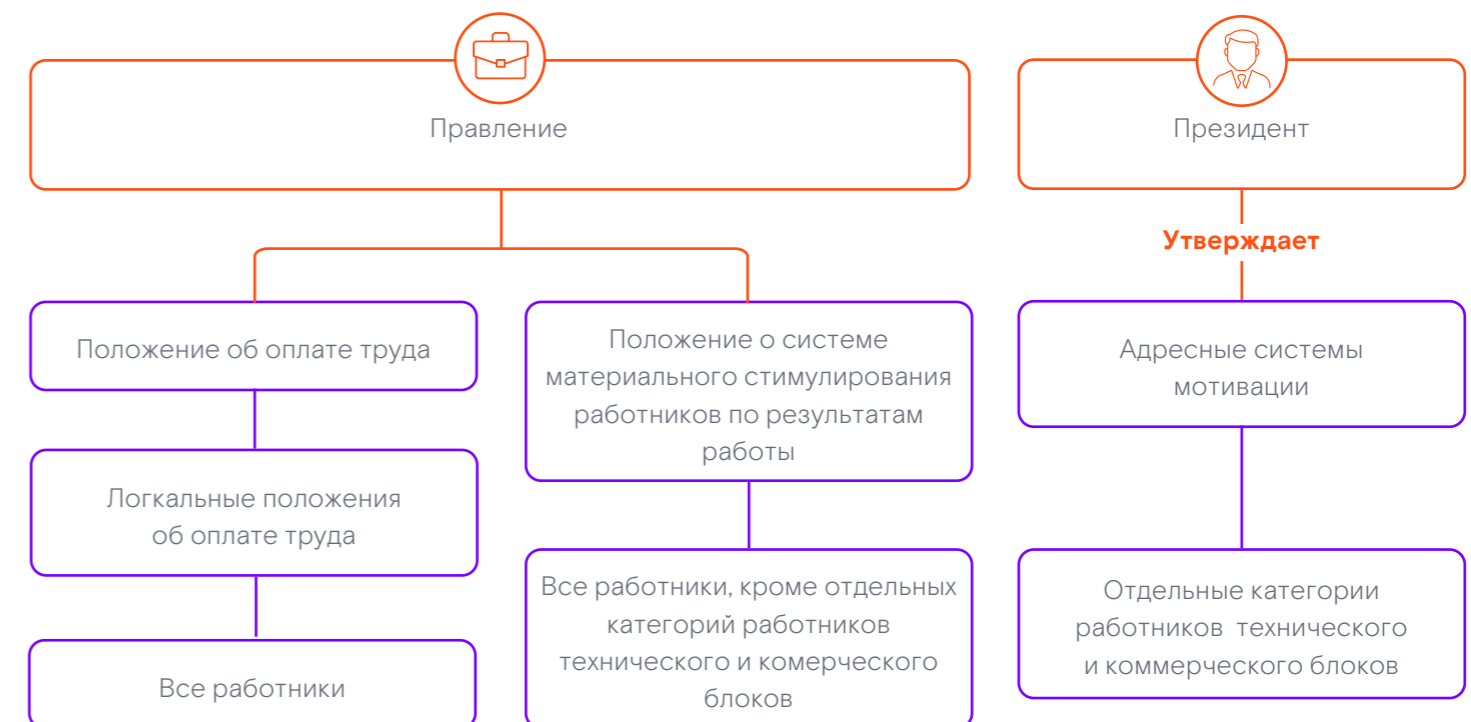 Правление
Президент
Утверждает
Положение об оплате труда
Логкальные положения
об оплате труда
Все работники
Положение о системе
материального стимулирования
работников по результатам
работы
Все работники, кроме отдельных
категорий работников
технического и комерческого
блоков
Адресные системы
мотивации
Отдельные категории
работников технического
и коммерческого блоков